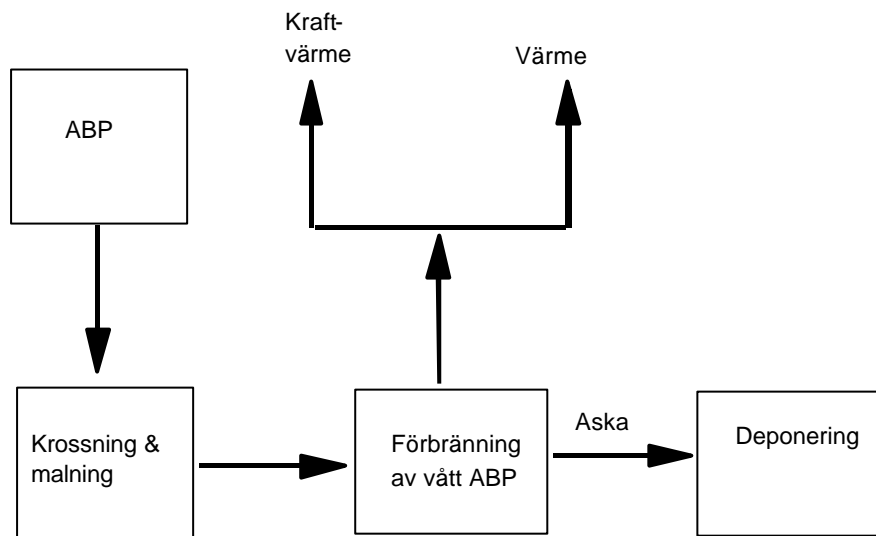 Kraft-
värme
Värme
ABP
Krossning &
malning
Förbränning
av vått ABP
Aska
Deponering